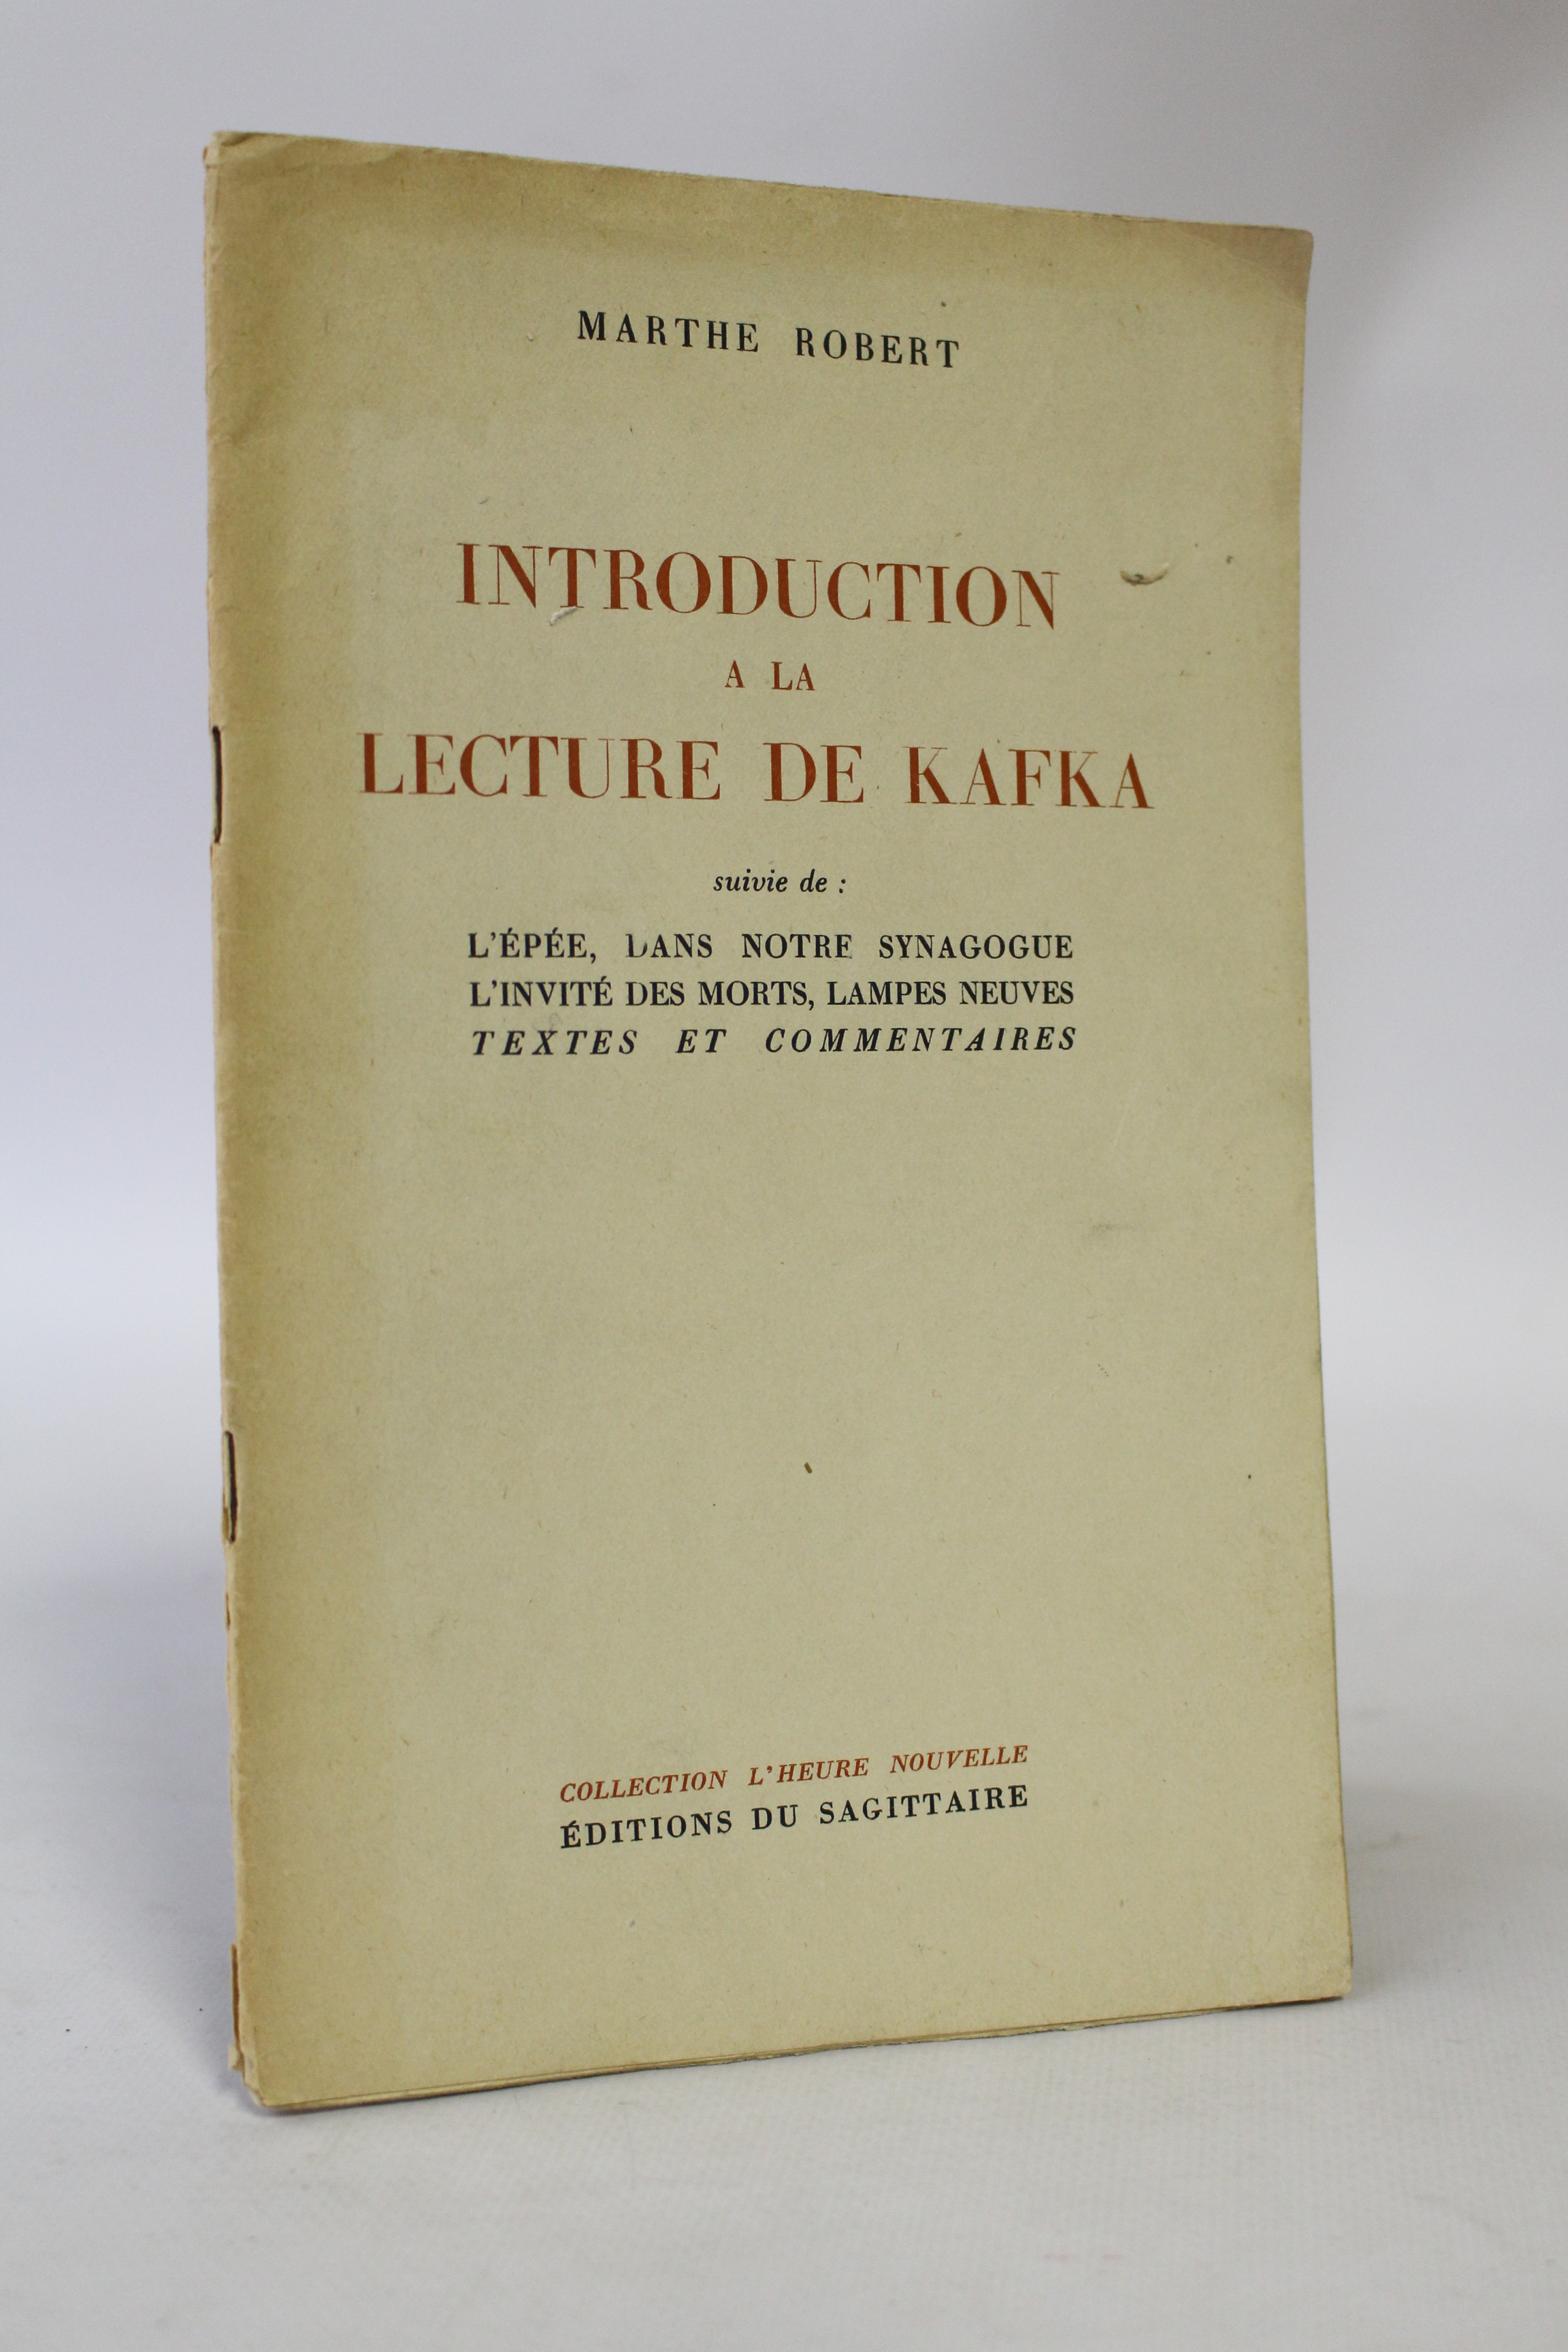 MARTHE ROBERT
INTRODUCTION
A LA
LECTURE DE KAFKA
suivie de :
L'ÉPÉE, DANS NOTRE SYNAGOGUE
L'INVITÉ DES MORTS, LAMPES NEUVES
TEXTES ET COMMENTAIRES
COLLECTION L'HEURE NOUVELLE
ÉDITIONS DU SAGITTAIRE